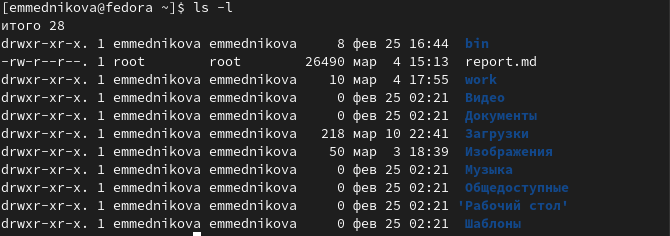 [emmednikova@fedora ~]$ ls -l
итого 28
drwxr-xr-x. 1 emmednikova emmednikova     8 фев 25 16:44  bin
-rw-r--r--. 1 root        root        26490 мар  4 15:13  report.md
drwxr-xr-x. 1 emmednikova emmednikova    10 мар  4 17:55  work
drwxr-xr-x. 1 emmednikova emmednikova     0 фев 25 02:21  Видео
drwxr-xr-x. 1 emmednikova emmednikova     0 фев 25 02:21  Документы
drwxr-xr-x. 1 emmednikova emmednikova   218 мар 10 22:41  Загрузки
drwxr-xr-x. 1 emmednikova emmednikova    50 мар  3 18:39  Изображения
drwxr-xr-x. 1 emmednikova emmednikova     0 фев 25 02:21  Музыка
drwxr-xr-x. 1 emmednikova emmednikova     0 фев 25 02:21  Общедоступные
drwxr-xr-x. 1 emmednikova emmednikova     0 фев 25 02:21 'Рабочий стол'
drwxr-xr-x. 1 emmednikova emmednikova     0 фев 25 02:21  Шаблоны